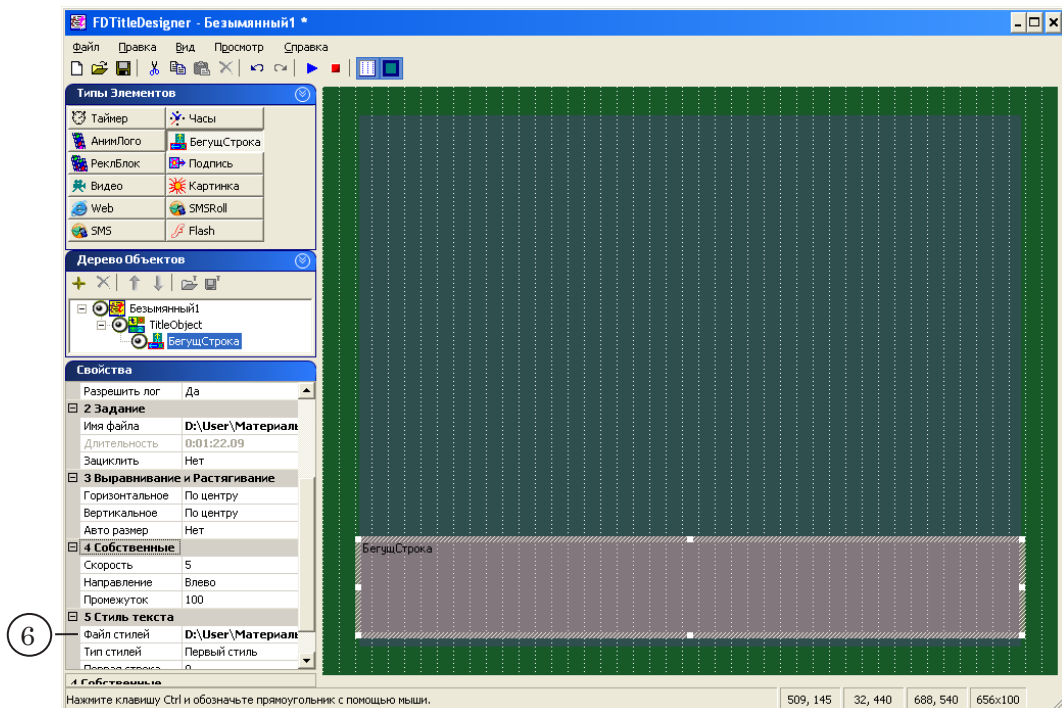 FDTitleDesigner - Безымянный1 *
Файл Правка Вид Просмотр Справка
Типы Элементов
Таймер Часы
АнимЛого БегущСтрока
РеклБлок Подпись
Видео Картинка
Web SMSRoll
SMS Flash
Дерево Объектов
Безымянный1
TitleObject
БегущСтрока
Свойства
Разрешить лог Да
2 Задание
Имя файла D:\User\Материаль
Длительность 0:01:22.09
Зациклить Нет
3 Выравнивание и Растягивание
Горизонтальное По центру
Вертикальное По центру
Авто размер Нет
4 Собственные
БегущСтрока
Скорость 5
Направление Влево
Промежуток 100
5 Стиль текста
6
Файл стилей D:\User\Материаль
Тип стилей Первый стиль
Первая строка
4 Собственные
Нажмите клавишу Ctrl и обозначьте прямоугольник с помощью мыши. 509, 145 32, 440 688, 540 656x100